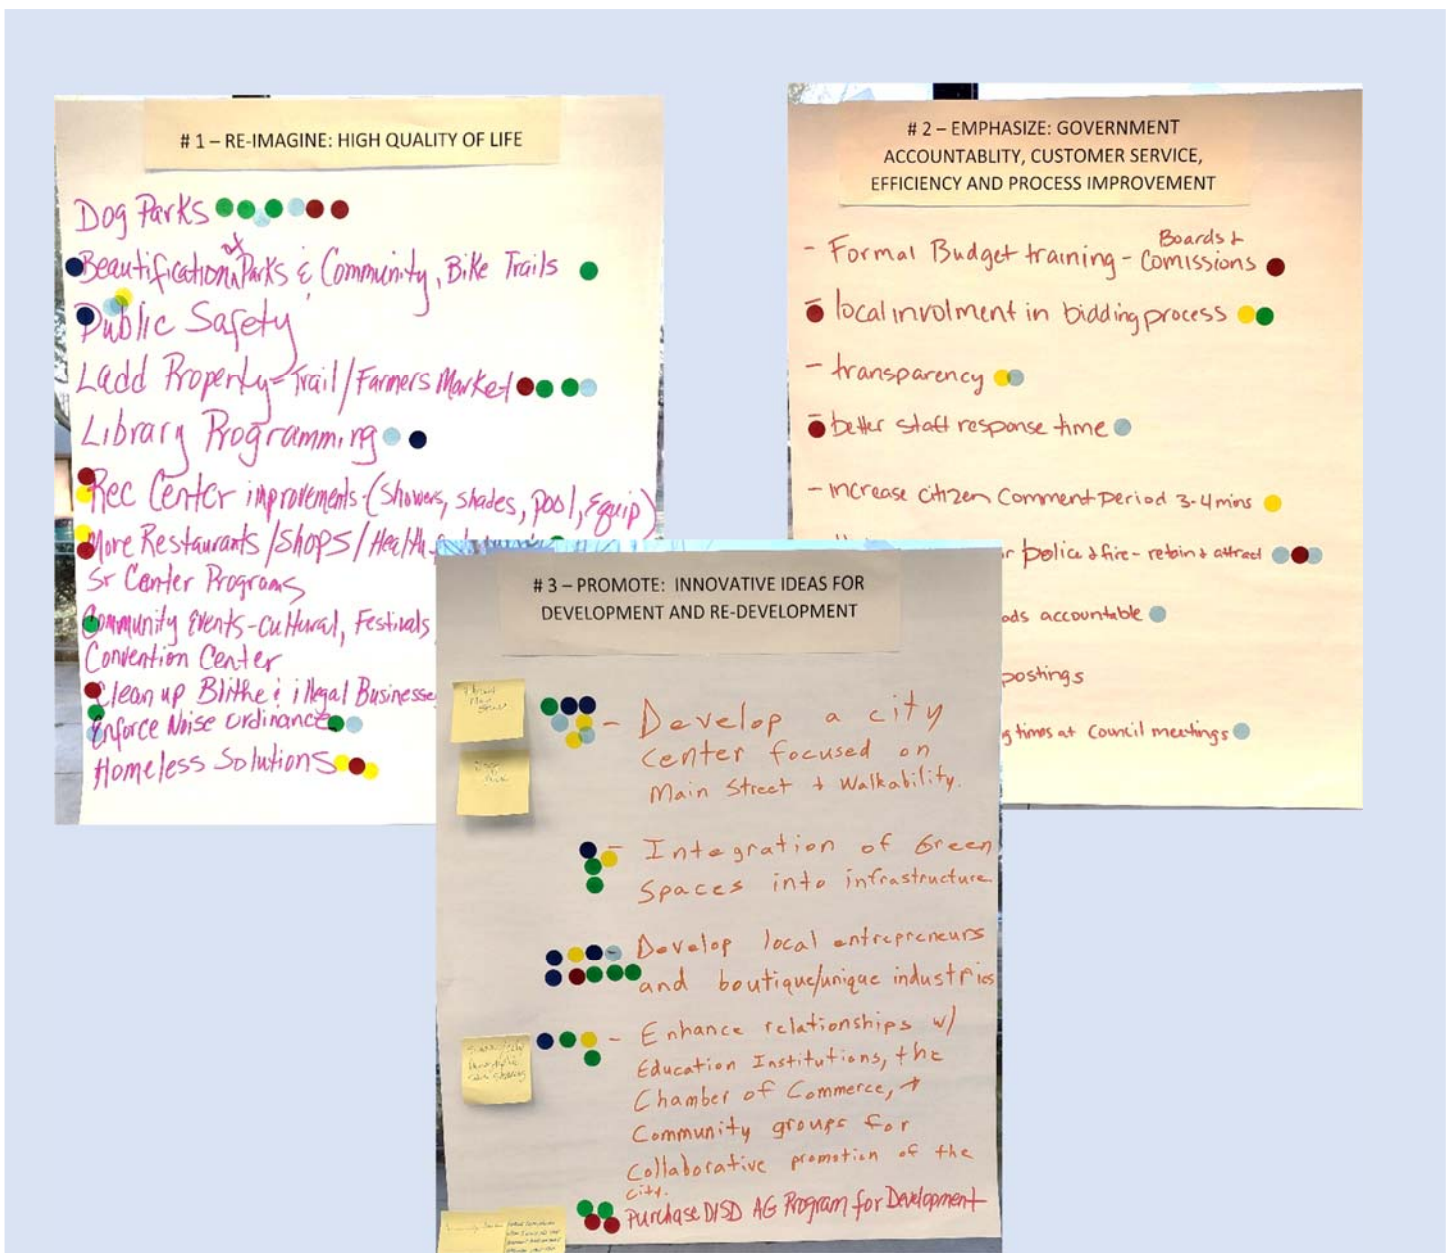 # 1 – RE-IMAGINE: HIGH QUALITY OF LIFE
Dog Parks
Beautification of Parks & Community, Bike Trails
Public Safety
Ladd Property - Trail / Farmers Market
Library Programming
Rec Center improvements - (showers, shades, pool, Equip)
More Restaurants / Shops / Health
Sr Center Programs
Community Events - cultural, Festivals
Convention Center
Clean up Blithe & illegal Businesse
Enforce Noise ordinance
Homeless Solutions
# 2 – EMPHASIZE: GOVERNMENT
ACCOUNTABLITY, CUSTOMER SERVICE,
EFFICIENCY AND PROCESS IMPROVEMENT
- Formal Budget training - Boards & Comissions
- local involment in bidding process
- transparency
- better staff response time
- increase citizen comment period 3-4 mins
r police & fire - retain & attract
ads accountable
postings
g times at Council meetings
# 3 – PROMOTE: INNOVATIVE IDEAS FOR
DEVELOPMENT AND RE-DEVELOPMENT
- Develop a city
center focused on
Main Street + Walkability.
- Integration of Green
Spaces into infrastructure
- Develop local entrepreneurs
and boutique/unique industries
- Enhance relationships w/
Education Institutions, the
Chamber of Commerce, +
Community groups for
Collaborative promotion of the
city.
Purchase DISD AG Program for Development